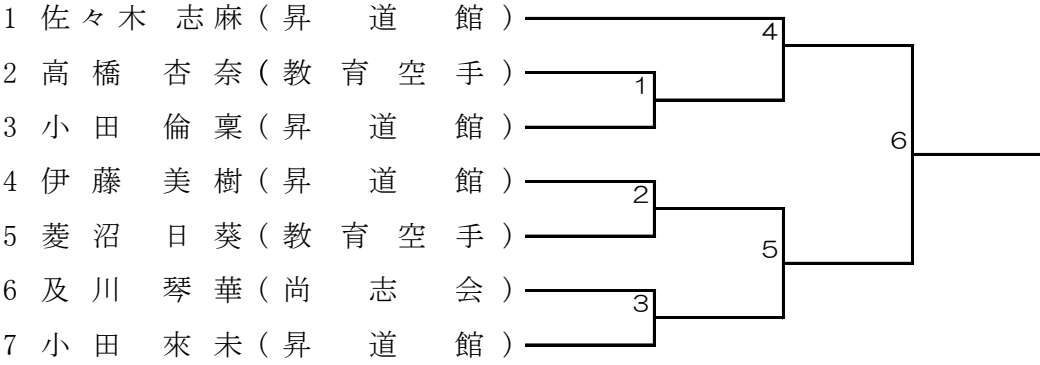 1 佐々木 志麻(昇道館)
4
2 高橋 杏奈(教育空手)
1
3 小田 倫稟(昇道館)
6
4 伊藤 美樹(昇道館)
2
5 菱沼 日葵(教育空手)
5
6 及川 琴華(尚志会)
3
7 小田 來未(昇道館)